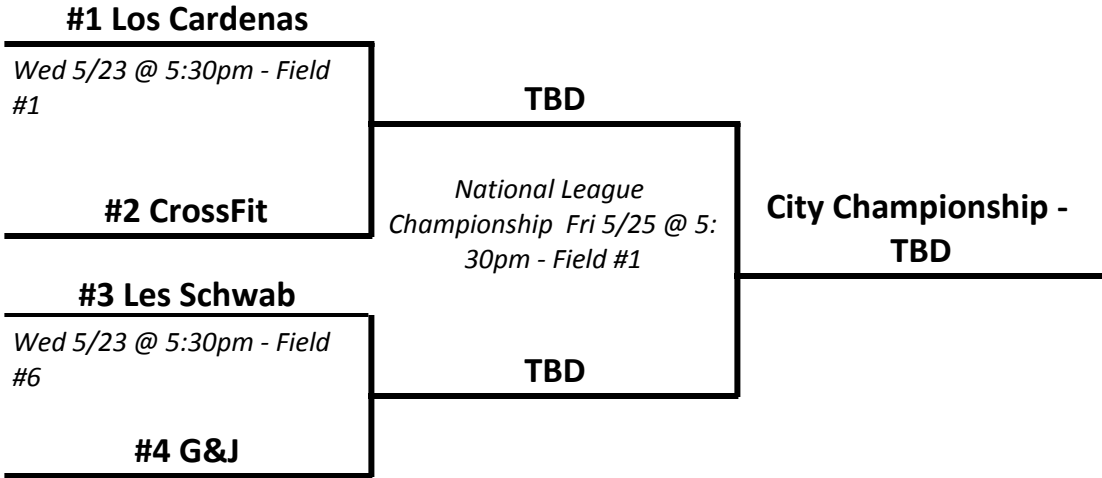 #1 Los Cardenas
Wed 5/23 @ 5:30pm - Field
#1
TBD
#2 CrossFit
National League
Championship  Fri 5/25 @ 5:
30pm - Field #1
City Championship -
TBD
#3 Les Schwab
Wed 5/23 @ 5:30pm - Field
#6
TBD
#4 G&J